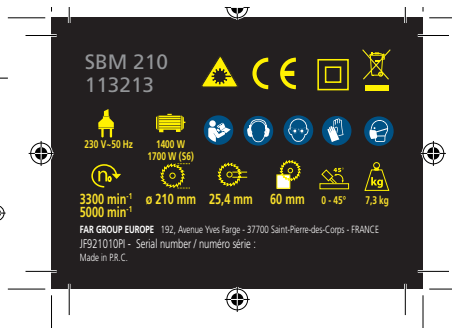 SBM 210
113213
CE
230 V~50 Hz
1400 W
1700 W (S6)
n0
3300 min-1
5000 min-1
ø 210 mm
25,4 mm
60 mm
45°
0 - 45°
kg
7,3 kg
FAR GROUP EUROPE 192, Avenue Yves Farge - 37700 Saint-Pierre-des-Corps - FRANCE
JF921010PI - Serial number / numéro série :
Made in P.R.C.